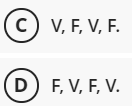 C V, F, V, F.
D F, V, F, V.